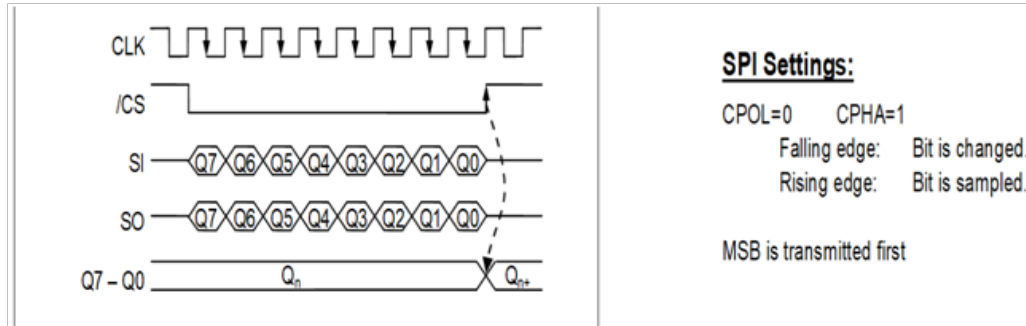 CLK
/CS
SI Q7 Q6 Q5 Q4 Q3 Q2 Q1 Q0
SO Q7 Q6 Q5 Q4 Q3 Q2 Q1 Q0
Q7 – Q0 Qn Qn+
SPI Settings:
CPOL=0 CPHA=1
Falling edge: Bit is changed.
Rising edge: Bit is sampled.
MSB is transmitted first